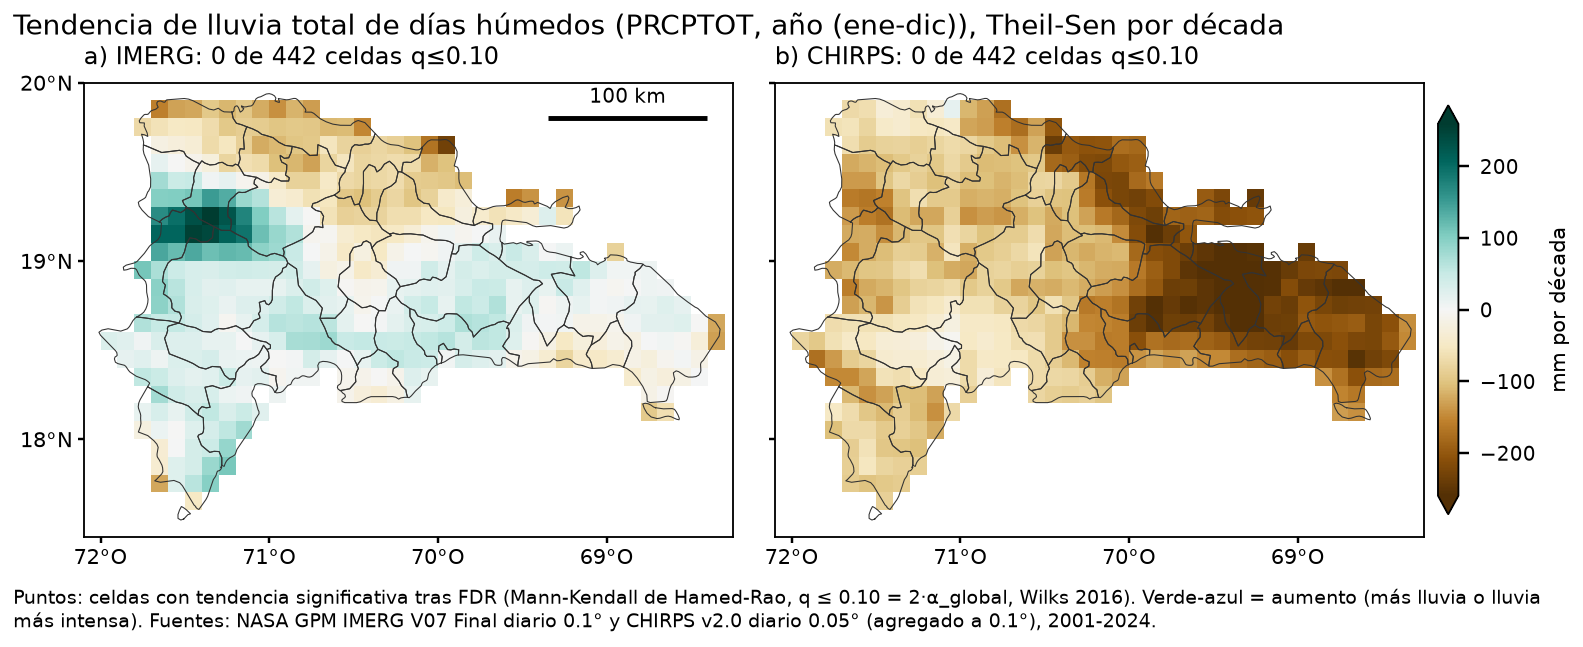 Tendencia de lluvia total de días húmedos (PRCPTOT, año (ene-dic)), Theil-Sen por década
a) IMERG: 0 de 442 celdas q≤0.10
b) CHIRPS: 0 de 442 celdas q≤0.10
100 km
20°N
19°N
18°N
72°O
71°O
70°O
69°O
72°O
71°O
70°O
69°O
200
100
0
−100
−200
mm por década
Puntos: celdas con tendencia significativa tras FDR (Mann-Kendall de Hamed-Rao, q ≤ 0.10 = 2·α_global, Wilks 2016). Verde-azul = aumento (más lluvia o lluvia
más intensa). Fuentes: NASA GPM IMERG V07 Final diario 0.1° y CHIRPS v2.0 diario 0.05° (agregado a 0.1°), 2001-2024.